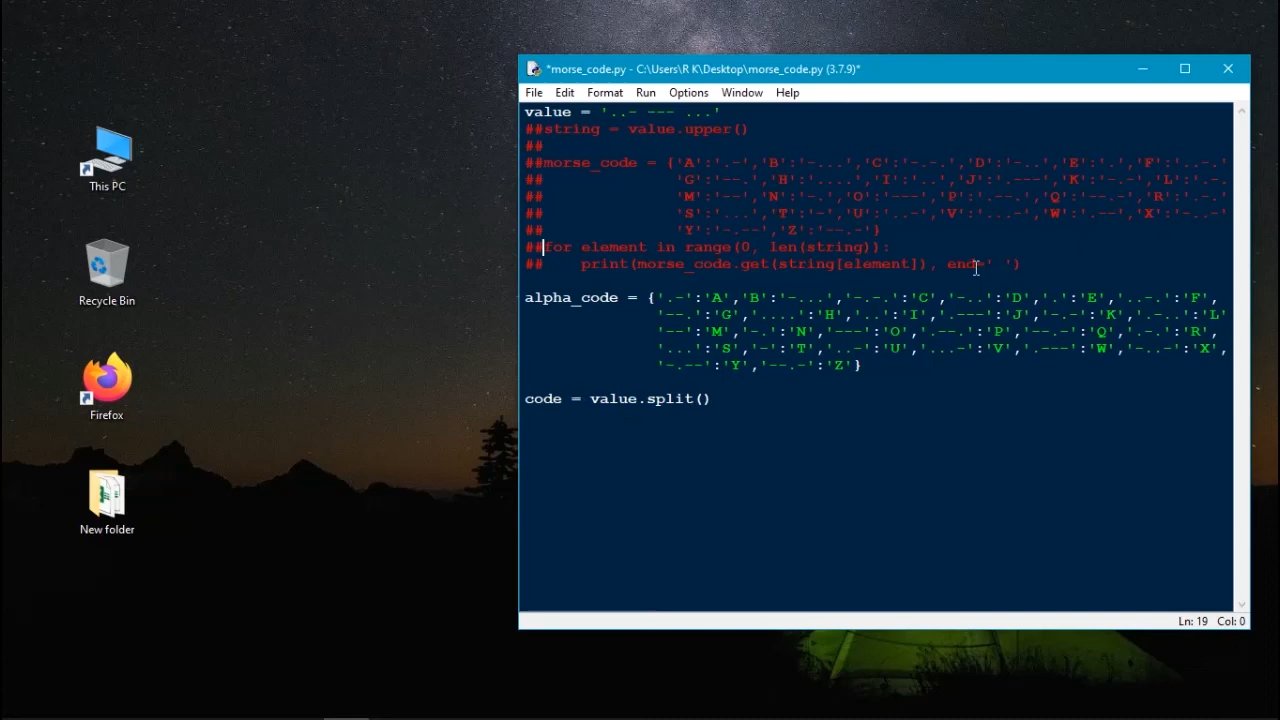 *morse_code.py - C:\Users\R K\Desktop\morse_code.py (3.7.9)*
File Edit Format Run Options Window Help
value = '..- --- ...'
##string = value.upper()
##
##morse_code = {'A':'.-','B':'-...','C':'-.-.','D':'-..','E':'.','F':'..-.'
## 'G':'--.','H':'....','I':'..','J':'.---','K':'-.-','L':'.-.
## 'M':'--','N':'-.','O':'---','P':'.--.','Q':'--.-','R':'.-.'
## 'S':'...','T':'-','U':'..-','V':'...-','W':'.--','X':'-..-'
## 'Y':'-.--','Z':'--.-'}
##for element in range(0, len(string)):
## print(morse_code.get(string[element]), end=' ')
alpha_code = {'.-':'A','B':'-...','-.-.':'C','-..':'D','.':'E','..-.':'F',
'--.':'G','....':'H','..':'I','.---':'J','.-.':'K','.-..':'L'
'--':'M','-.':'N','---':'O','.--.':'P','--.-':'Q','.-.':'R',
'...':'S','-':'T','..-':'U','...-':'V','.---':'W','-..-':'X',
'-.--':'Y','--.-':'Z'}
code = value.split()
Ln: 19 Col: 0
This PC
Recycle Bin
Firefox
New folder